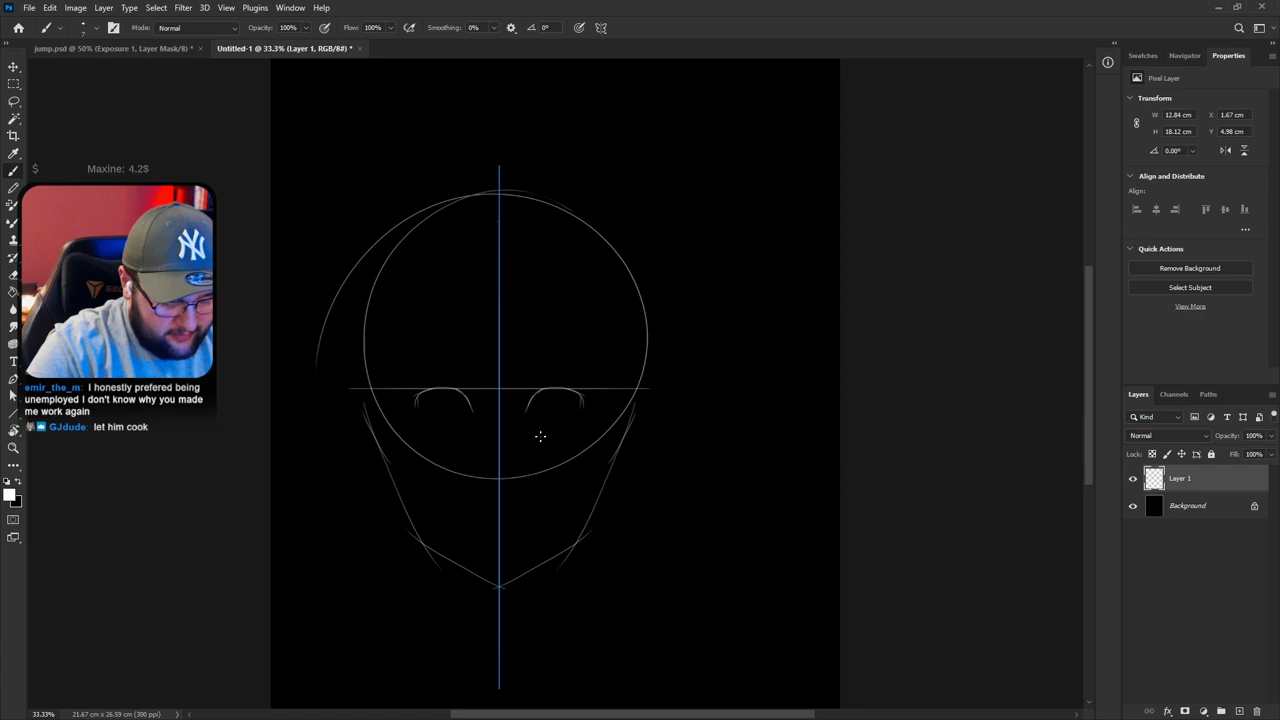 Ps File Edit Image Layer Type Select Filter 3D View Plugins Window Help
7 Mode: Normal Opacity: 100% Flow: 100% Smoothing: 0% 0°
jump.psd @ 50% (Exposure 1, Layer Mask/8) * × Untitled-1 @ 33.3% (Layer 1, RGB/8#) * ×
Swatches Navigator Properties
Pixel Layer
Transform
W 12.84 cm X 1.67 cm
H 18.12 cm Y 4.98 cm
0.00°
Align and Distribute
Align:
Quick Actions
Remove Background
Select Subject
View More
$ Maxine: 4.2$
NY
emir_the_m: I honestly prefered being
unemployed I don't know why you made
me work again
GJdude: let him cook
Layers Channels Paths
Kind
Normal Opacity: 100%
Lock: Fill: 100%
Layer 1
Background
33.33% 21.67 cm x 26.59 cm (300 ppi)